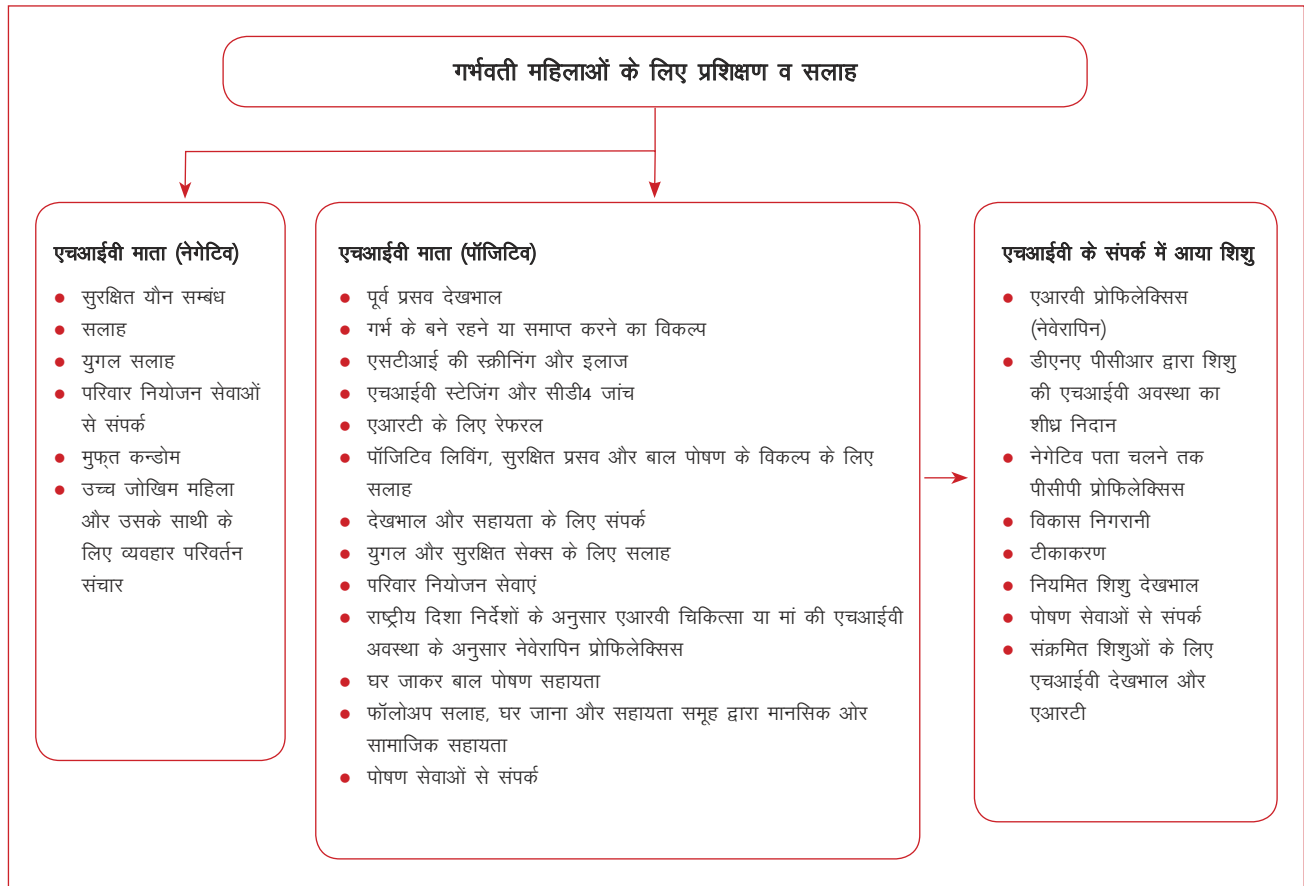 गर्भवती महिलाओं के लिए प्रशिक्षण व सलाह
एचआईवी माता (नेगेटिव)
● सुरक्षित यौन सम्बंध
● सलाह
● युगल सलाह
● परिवार नियोजन सेवाओं
से संपर्क
● मुफ्त कन्डोम
● उच्च जोखिम महिला
और उसके साथी के
लिए व्यवहार परिवर्तन
संचार
एचआईवी माता (पॉजिटिव)
● पूर्व प्रसव देखभाल
● गर्भ के बने रहने या समाप्त करने का विकल्प
● एसटीआई की स्क्रीनिंग और इलाज
● एचआईवी स्टेजिंग और सीडी4 जांच
● एआरटी के लिए रेफरल
● पॉजिटिव लिविंग, सुरक्षित प्रसव और बाल पोषण के विकल्प के लिए
सलाह
● देखभाल और सहायता के लिए संपर्क
● युगल और सुरक्षित सेक्स के लिए सलाह
● परिवार नियोजन सेवाएं
● राष्ट्रीय दिशा निर्देशों के अनुसार एआरवी चिकित्सा या मां की एचआईवी
अवस्था के अनुसार नेवेरापिन प्रोफिलेक्सिस
● घर जाकर बाल पोषण सहायता
● फॉलोअप सलाह, घर जाना और सहायता समूह द्वारा मानसिक ओर
सामाजिक सहायता
● पोषण सेवाओं से संपर्क
एचआईवी के संपर्क में आया शिशु
● एआरवी प्रोफिलेक्सिस
(नेवेरापिन)
● डीएनए पीसीआर द्वारा शिशु
की एचआईवी अवस्था का
शीध्र निदान
● नेगेटिव पता चलने तक
पीसीपी प्रोफिलेक्सिस
● विकास निगरानी
● टीकाकरण
● नियमित शिशु देखभाल
● पोषण सेवाओं से संपर्क
● संक्रमित शिशुओं के लिए
एचआईवी देखभाल और
एआरटी